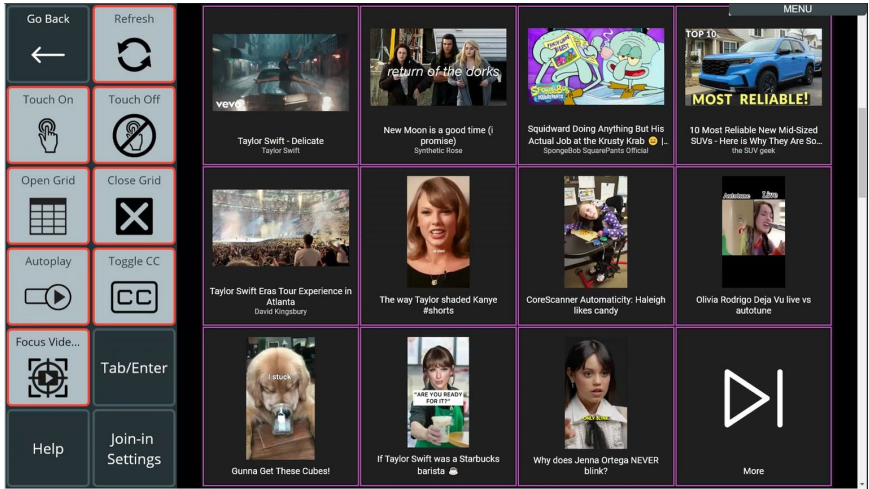 MENU
Go Back
Refresh
Touch On
Touch Off
Open Grid
Close Grid
Autoplay
Toggle CC
CC
Focus Vide...
Tab/Enter
Help
Join-in
Settings
vevo
Taylor Swift - Delicate
Taylor Swift
return of the dorks
New Moon is a good time (i
promise)
Synthetic Rose
Squidward Doing Anything But His
Actual Job at the Krusty Krab 😑 |..
SpongeBob SquarePants Official
TOP 10
MOST RELIABLE!
10 Most Reliable New Mid-Sized
SUVs - Here is Why They Are So...
the SUV geek
Taylor Swift Eras Tour Experience in
Atlanta
David Kingsbury
The way Taylor shaded Kanye
#shorts
CoreScanner Automaticity: Haleigh
likes candy
Autotune
Live
Olivia Rodrigo Deja Vu live vs
autotune
I stuck
Gunna Get These Cubes!
"ARE YOU READY
FOR IT?"
If Taylor Swift was a Starbucks
barista ☕
ONLY BLINK
Why does Jenna Ortega NEVER
blink?
More